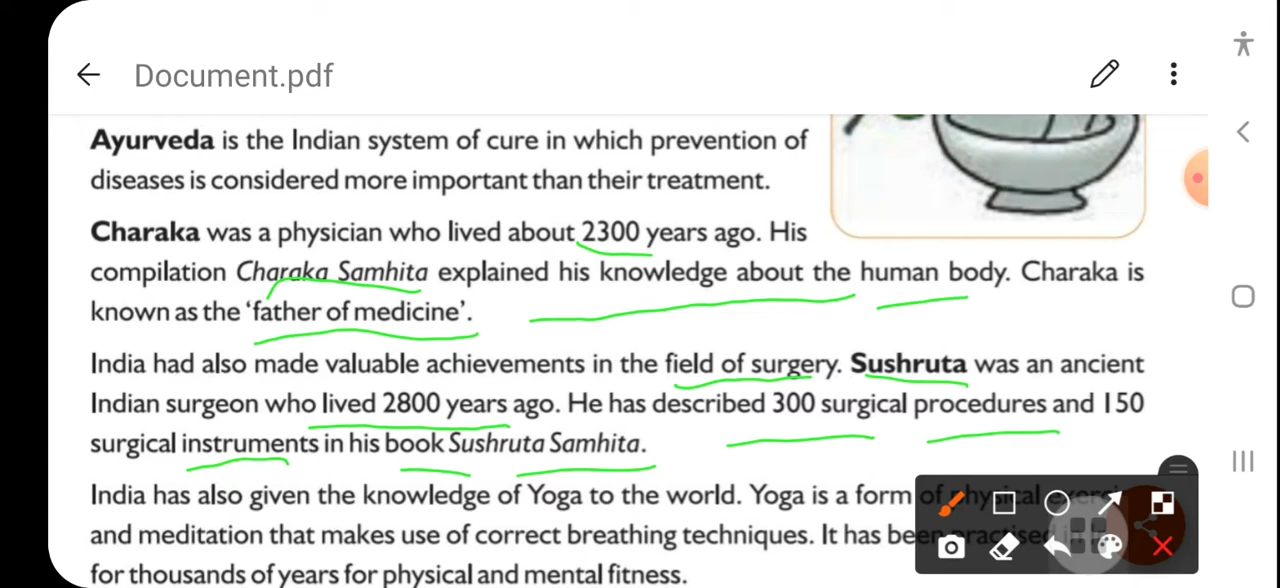 Document.pdf
Ayurveda is the Indian system of cure in which prevention of
diseases is considered more important than their treatment.
Charaka was a physician who lived about 2300 years ago. His
compilation Charaka Samhita explained his knowledge about the human body. Charaka is
known as the ‘father of medicine’.
India had also made valuable achievements in the field of surgery. Sushruta was an ancient
Indian surgeon who lived 2800 years ago. He has described 300 surgical procedures and 150
surgical instruments in his book Sushruta Samhita.
India has also given the knowledge of Yoga to the world. Yoga is a form of physical
and meditation that makes use of correct breathing techniques. It has been practised
for thousands of years for physical and mental fitness.